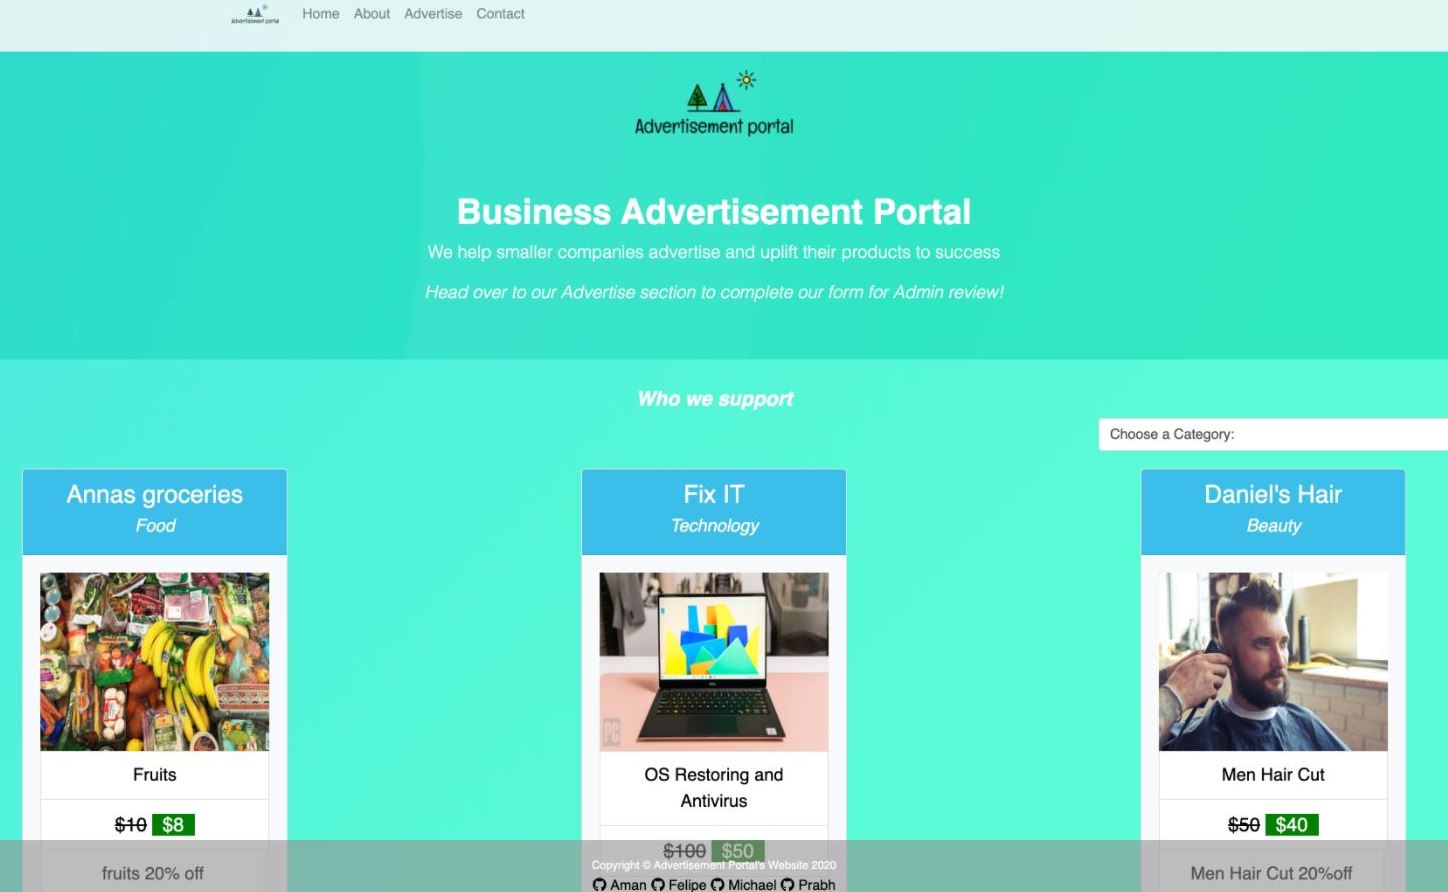 Advertisement portal
Home About Advertise Contact
Advertisement portal
Business Advertisement Portal
We help smaller companies advertise and uplift their products to success
Head over to our Advertise section to complete our form for Admin review!
Who we support
Choose a Category:
Annas groceries
Food
Fruits
$10 $8
fruits 20% off
Fix IT
Technology
PC
OS Restoring and
Antivirus
$100 $50
Daniel's Hair
Beauty
Men Hair Cut
$50 $40
Men Hair Cut 20%off
Copyright © Advertisement Portal's Website 2020
Aman Felipe Michael Prabh